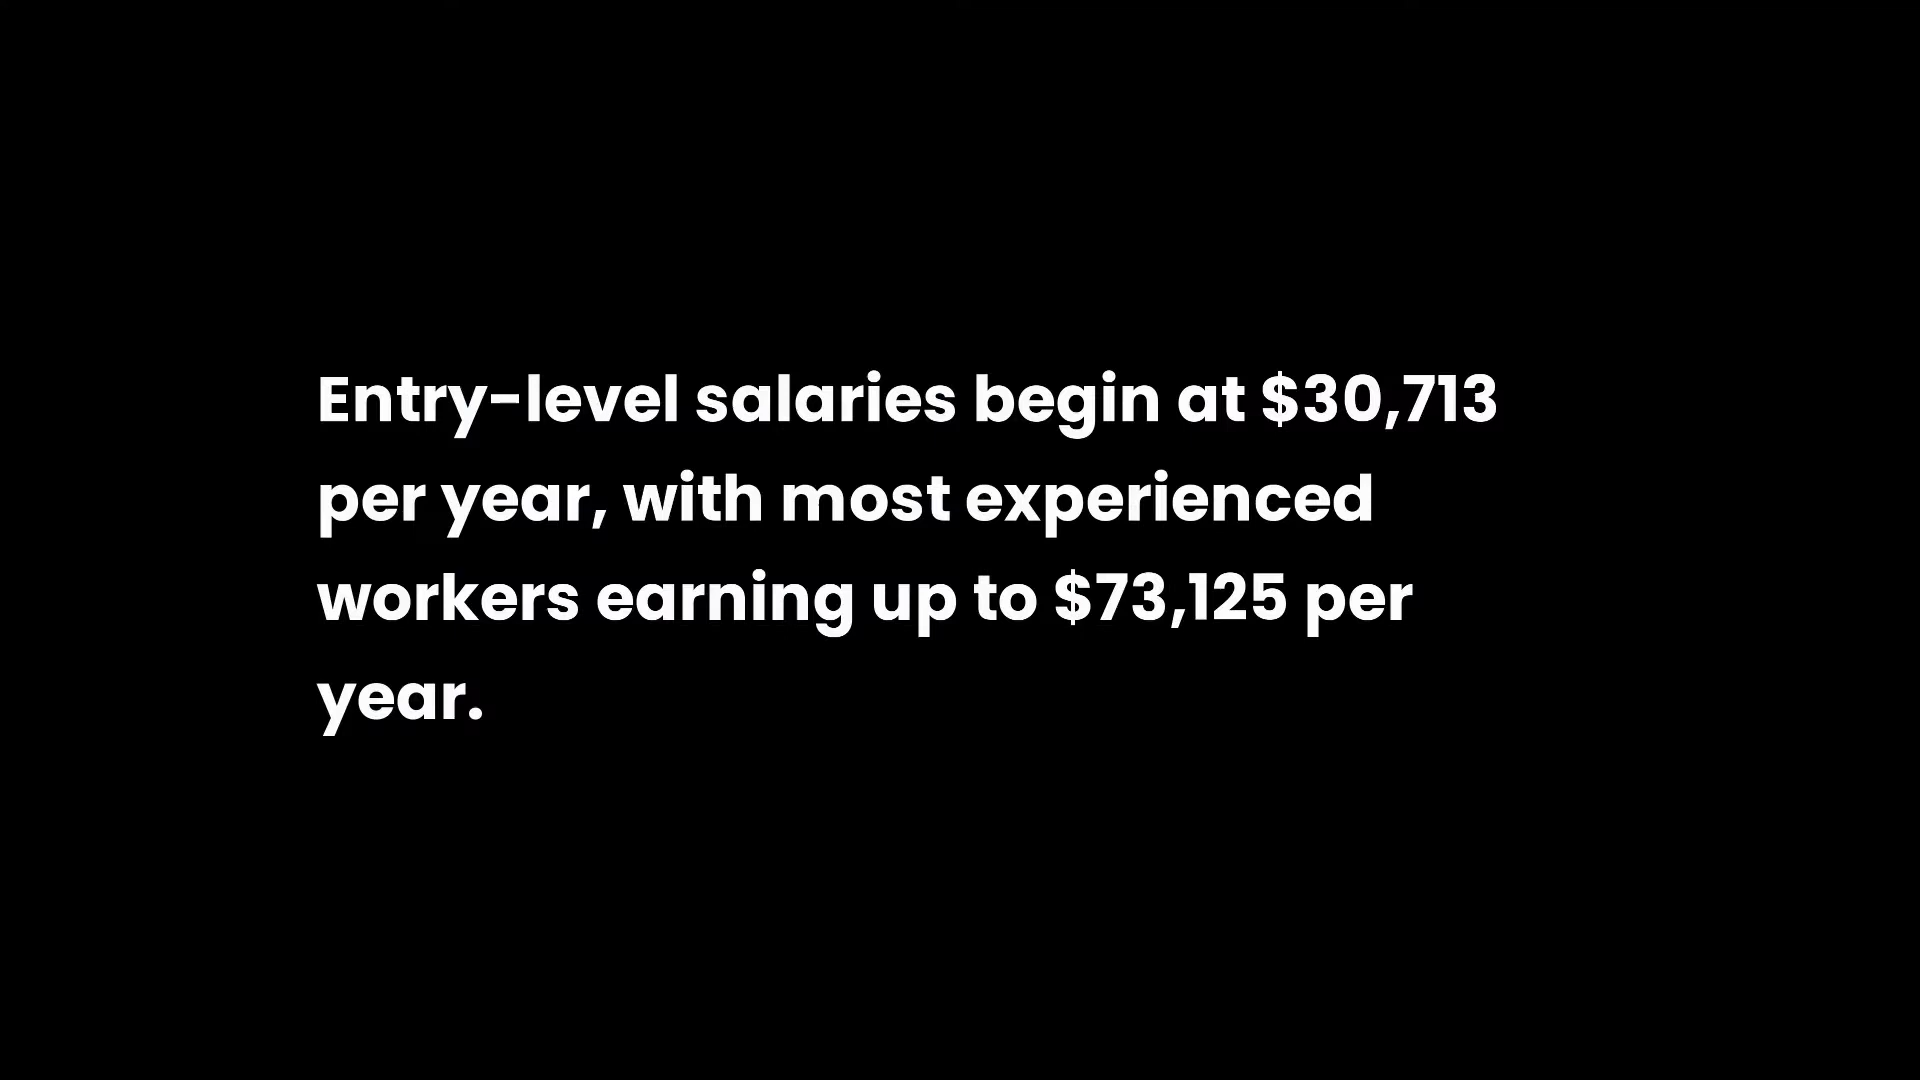 Entry-level salaries begin at $30,713
per year, with most experienced
workers earning up to $73,125 per
year.